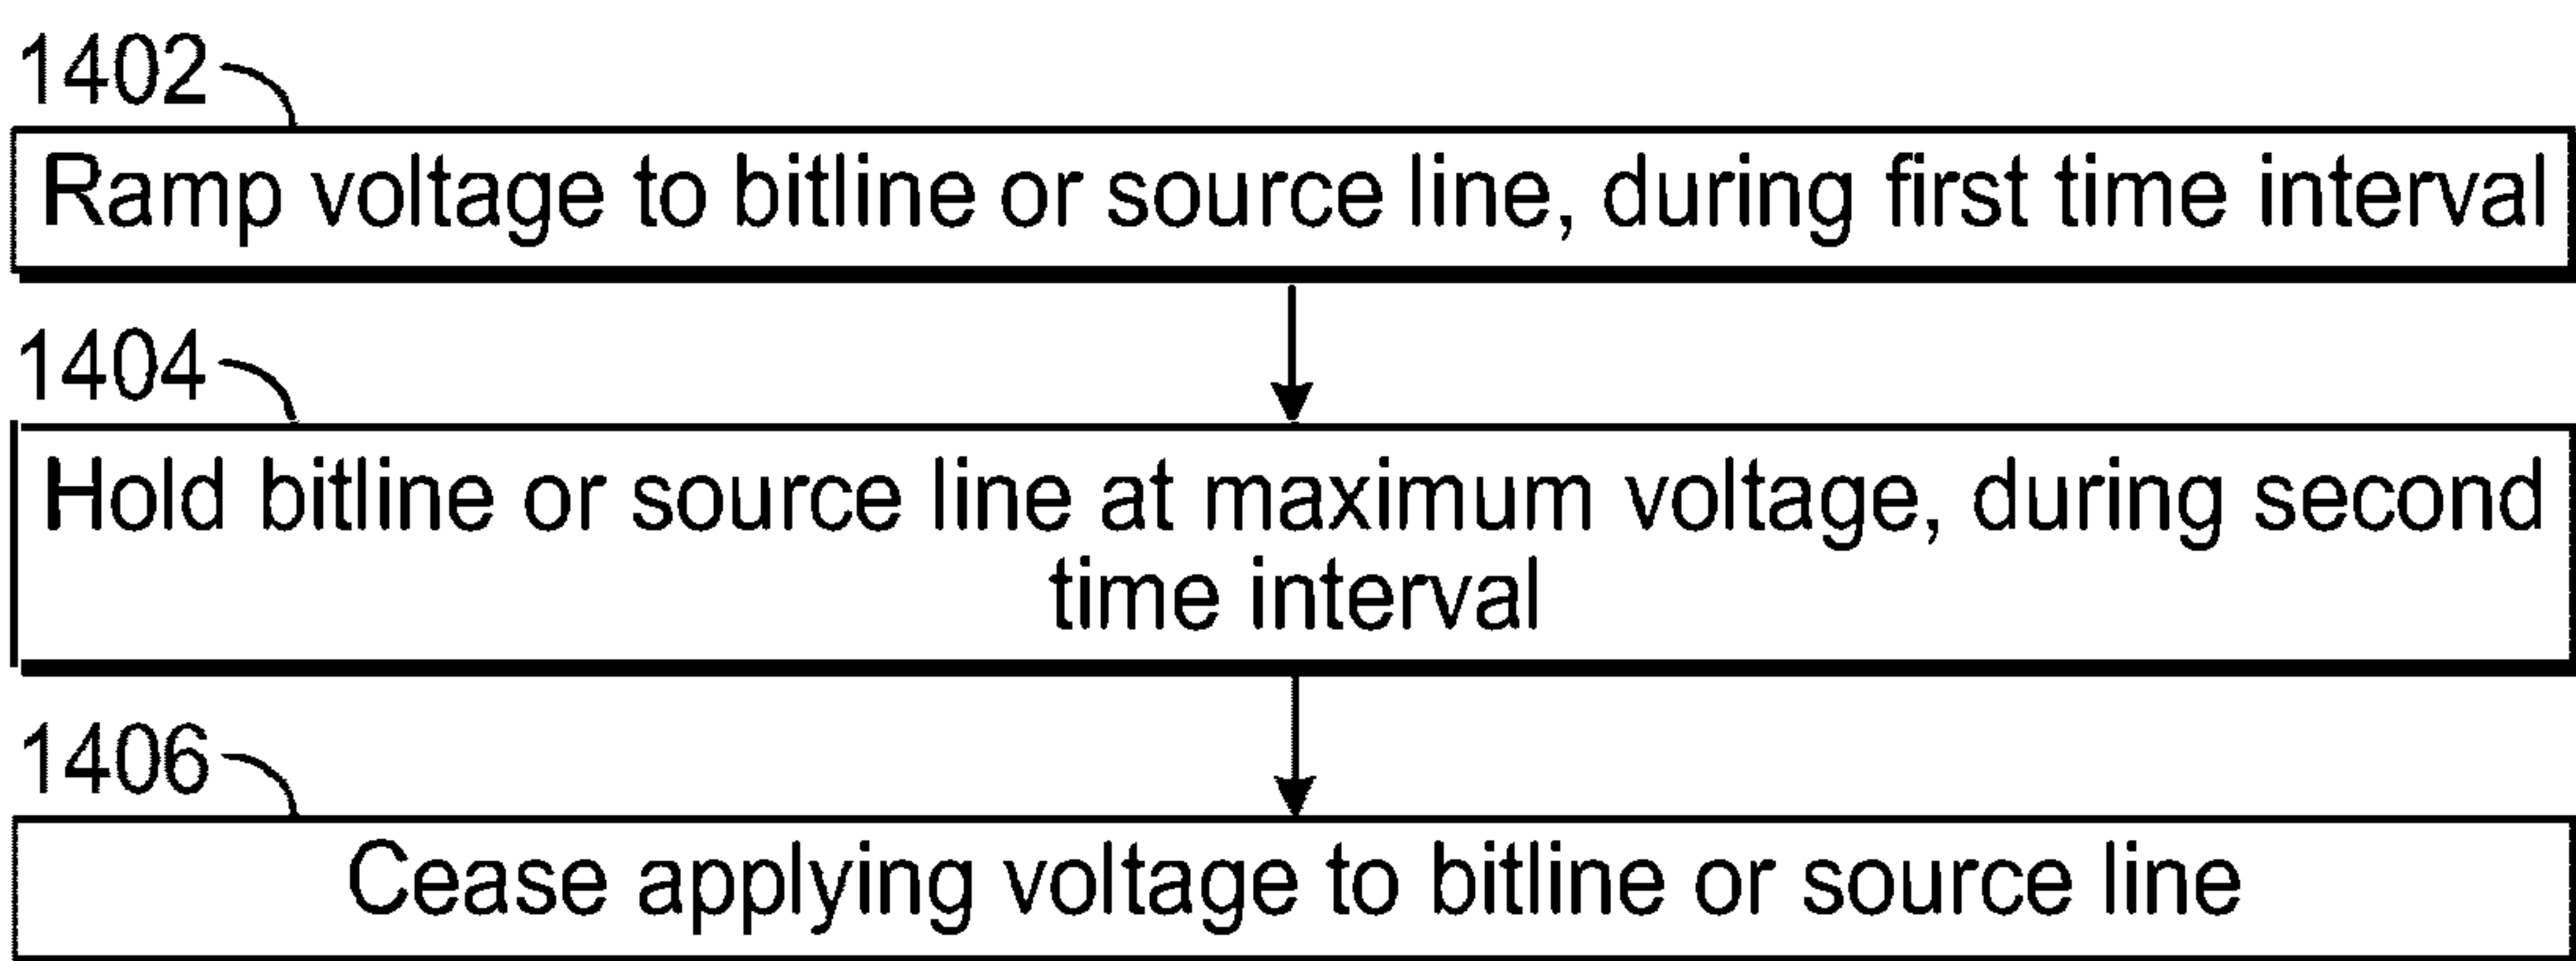 1402
Ramp voltage to bitline or source line, during first time interval
1404
Hold bitline or source line at maximum voltage, during second
time interval
1406
Cease applying voltage to bitline or source line